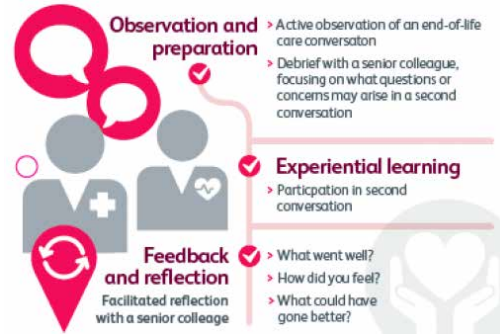 Observation and
preparation
> Active observation of an end-of-life
care conversaton
> Debrief with a senior colleague,
focusing on what questions or
concerns may arise in a second
conversation
Experiential learning
> Particpation in second
conversation
Feedback
and reflection
Facilitated reflection
with a senior colleage
> What went well?
> How did you feel?
> What could have
gone better?